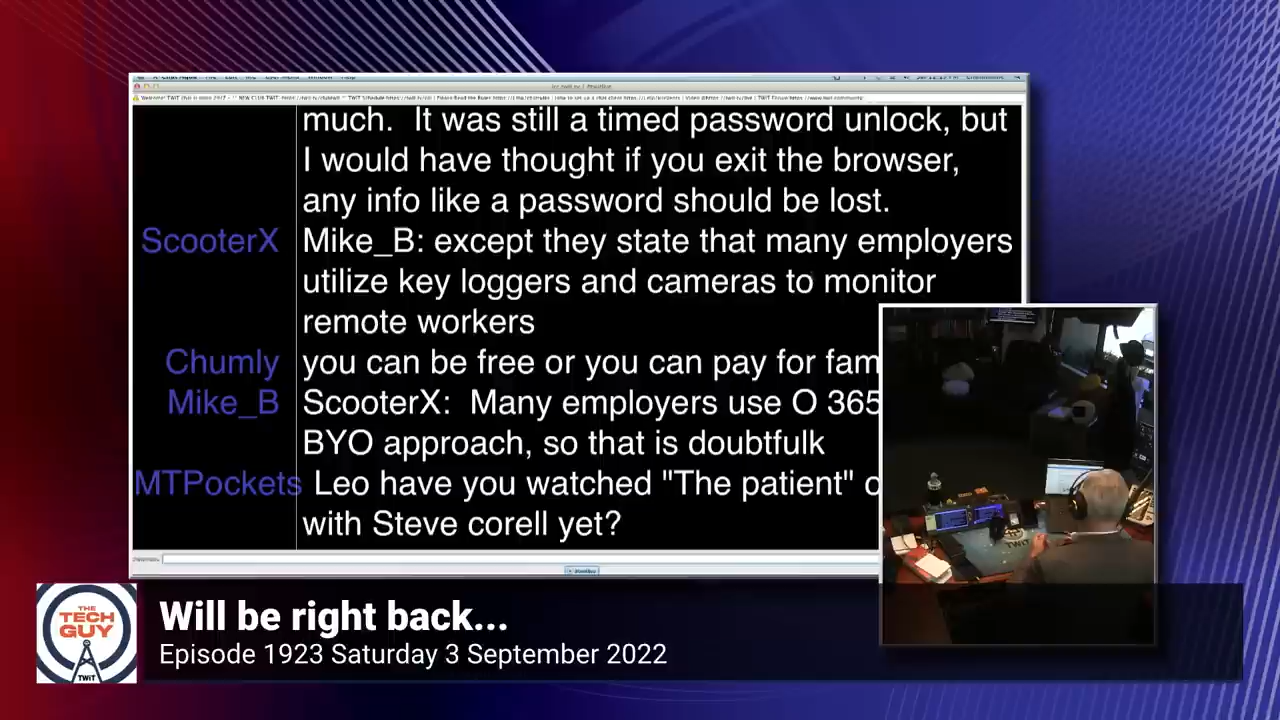 much. It was still a timed password unlock, but
I would have thought if you exit the browser,
any info like a password should be lost.
ScooterX Mike_B: except they state that many employers
utilize key loggers and cameras to monitor
remote workers
Chumly you can be free or you can pay for fam
Mike_B ScooterX: Many employers use O 365
BYO approach, so that is doubtfulk
MTPockets Leo have you watched "The patient" o
with Steve corell yet?
THE
TECH
GUY
TWiT
Will be right back...
Episode 1923 Saturday 3 September 2022